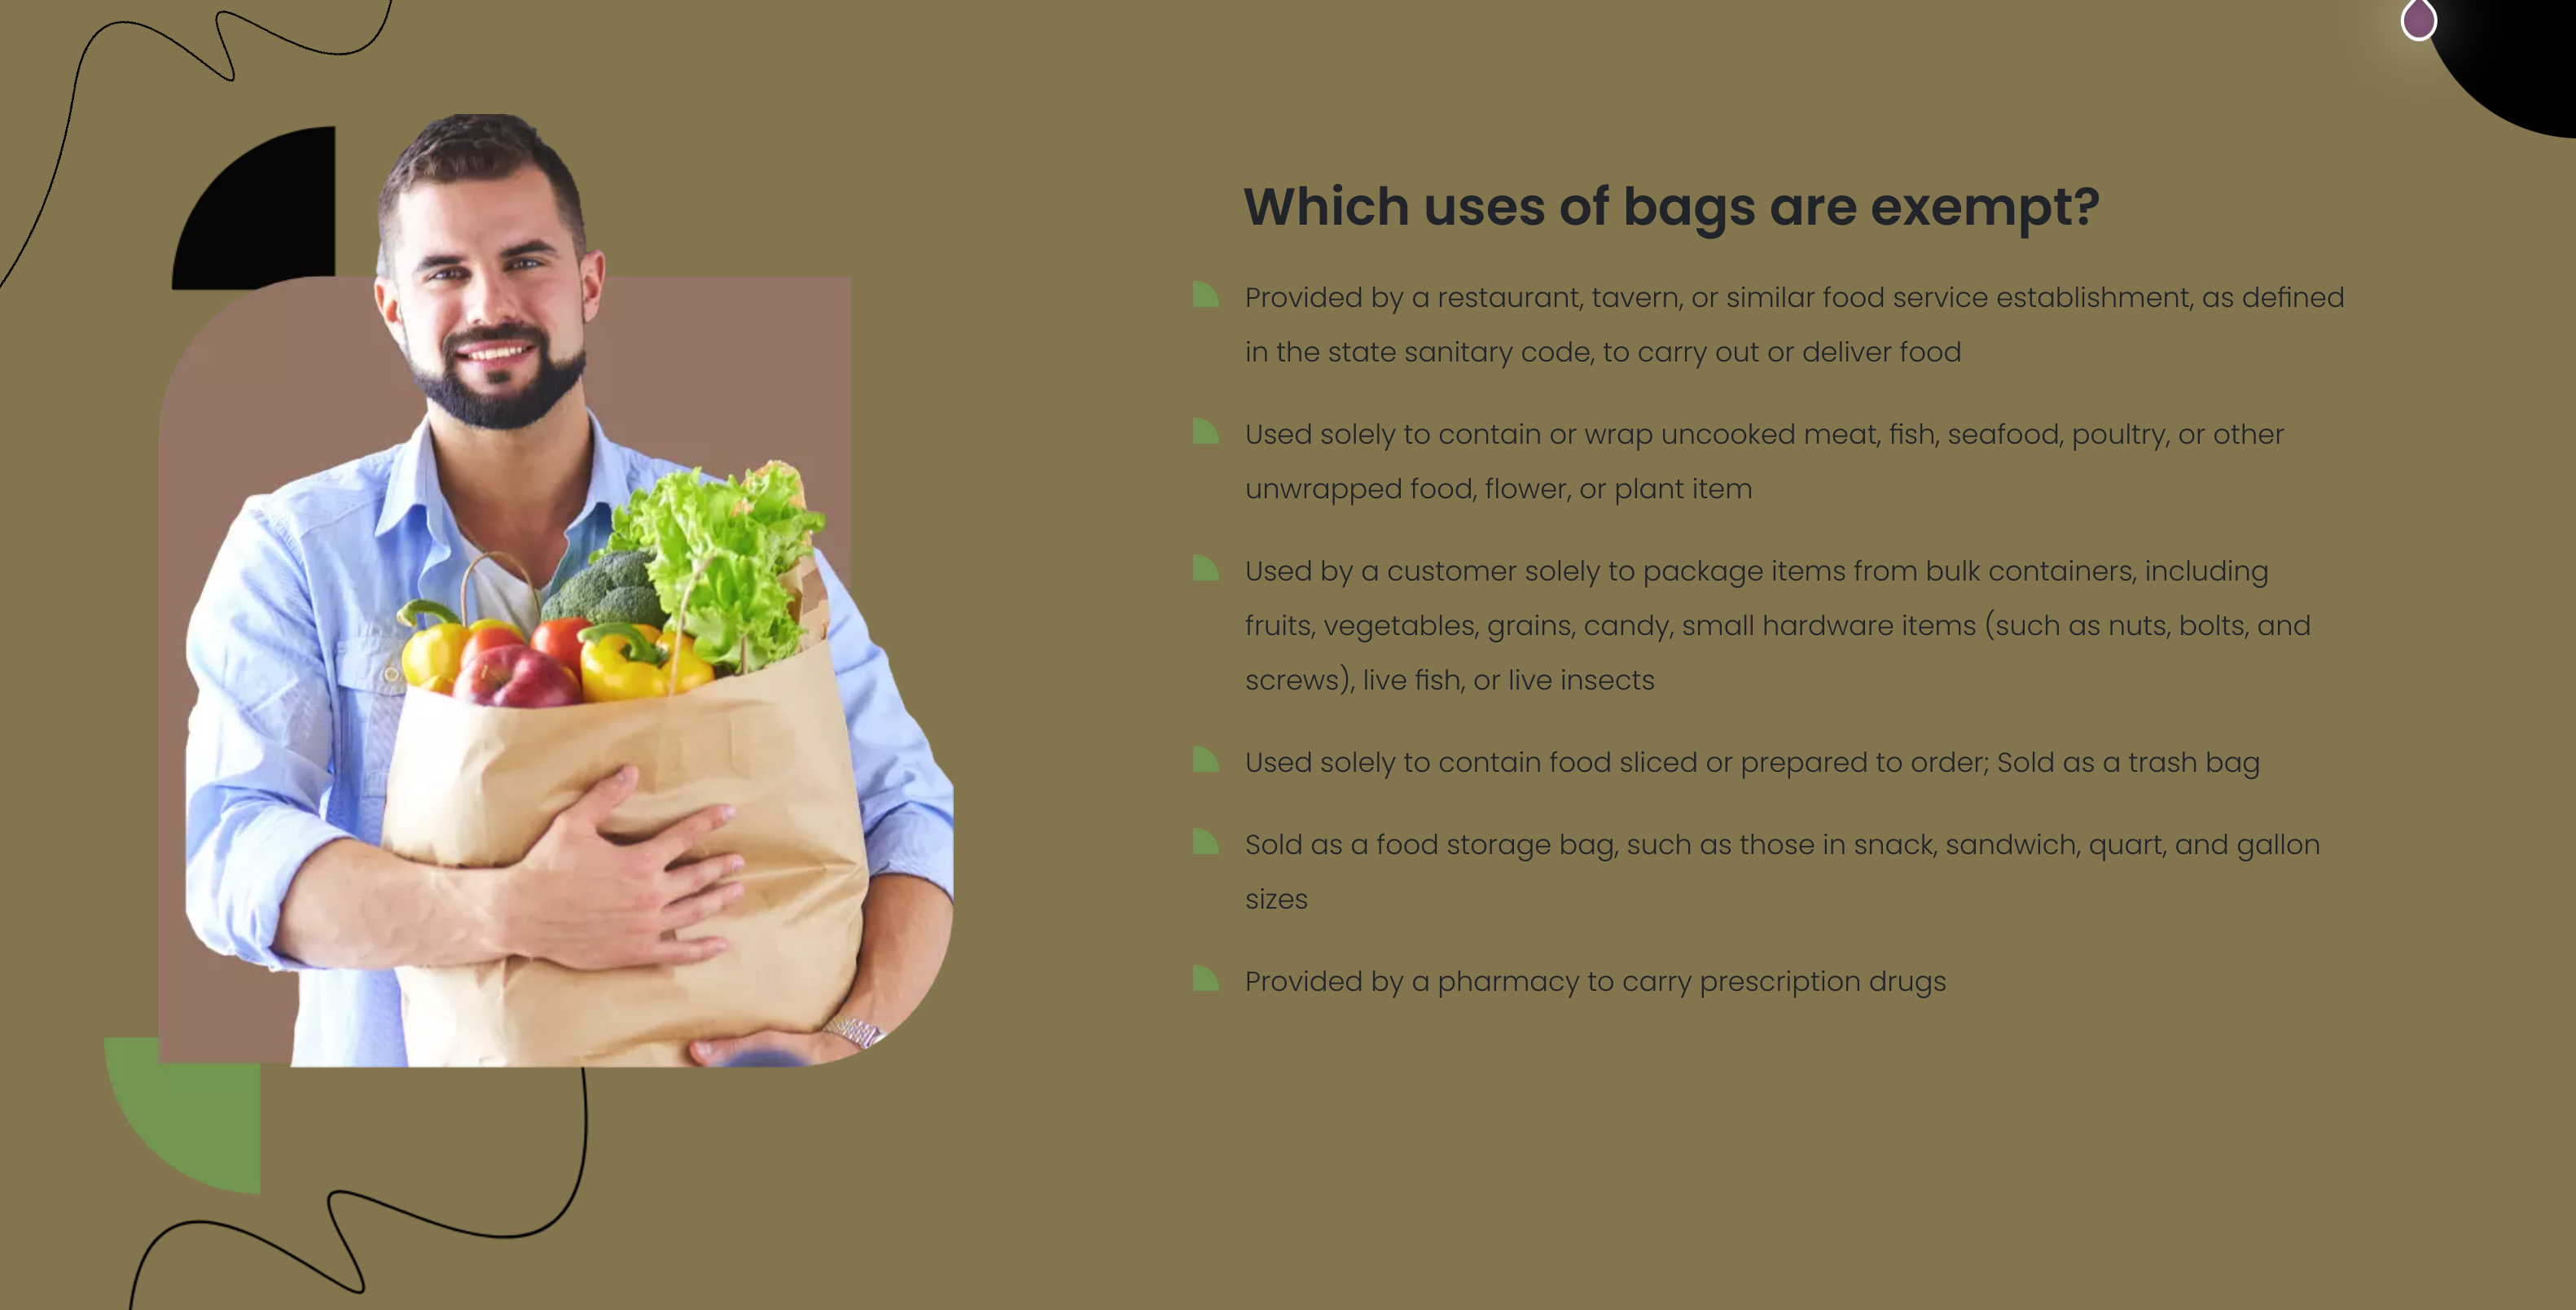 Which uses of bags are exempt?
Provided by a restaurant, tavern, or similar food service establishment, as defined
in the state sanitary code, to carry out or deliver food
Used solely to contain or wrap uncooked meat, fish, seafood, poultry, or other
unwrapped food, flower, or plant item
Used by a customer solely to package items from bulk containers, including
fruits, vegetables, grains, candy, small hardware items (such as nuts, bolts, and
screws), live fish, or live insects
Used solely to contain food sliced or prepared to order; Sold as a trash bag
Sold as a food storage bag, such as those in snack, sandwich, quart, and gallon
sizes
Provided by a pharmacy to carry prescription drugs